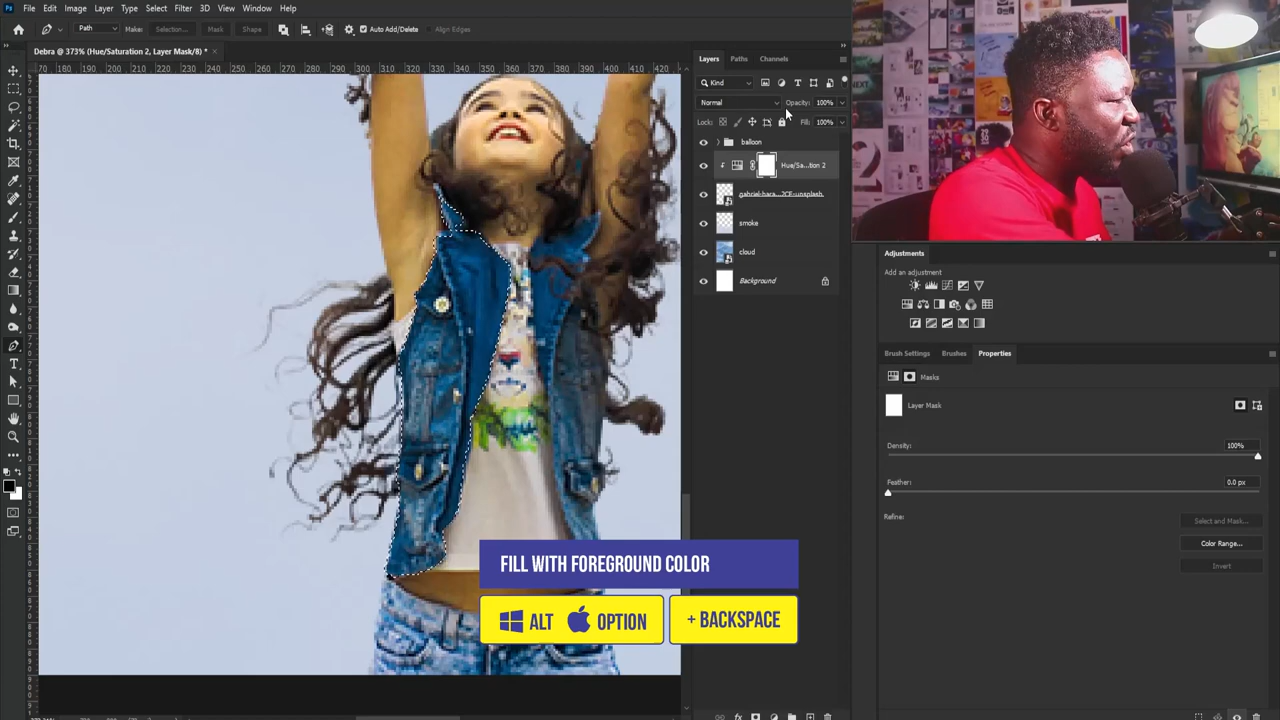 File Edit Image Layer Type Select Filter 3D View Window Help
Path Make: Selection... Mask Shape Auto Add/Delete Align Edges
Debra @ 373% (Hue/Saturation 2, Layer Mask/8) *
Layers Paths Channels
Kind
Normal Opacity: 100%
Lock: Fill: 100%
balloon
Hue/Sa...tion 2
gabriel-bara...2CE-unsplash
smoke
cloud
Background
Adjustments
Add an adjustment
Brush Settings Brushes Properties
Masks
Layer Mask
Density: 100%
Feather: 0.0 px
Refine: Select and Mask...
Color Range...
Invert
FILL WITH FOREGROUND COLOR
ALT OPTION + BACKSPACE